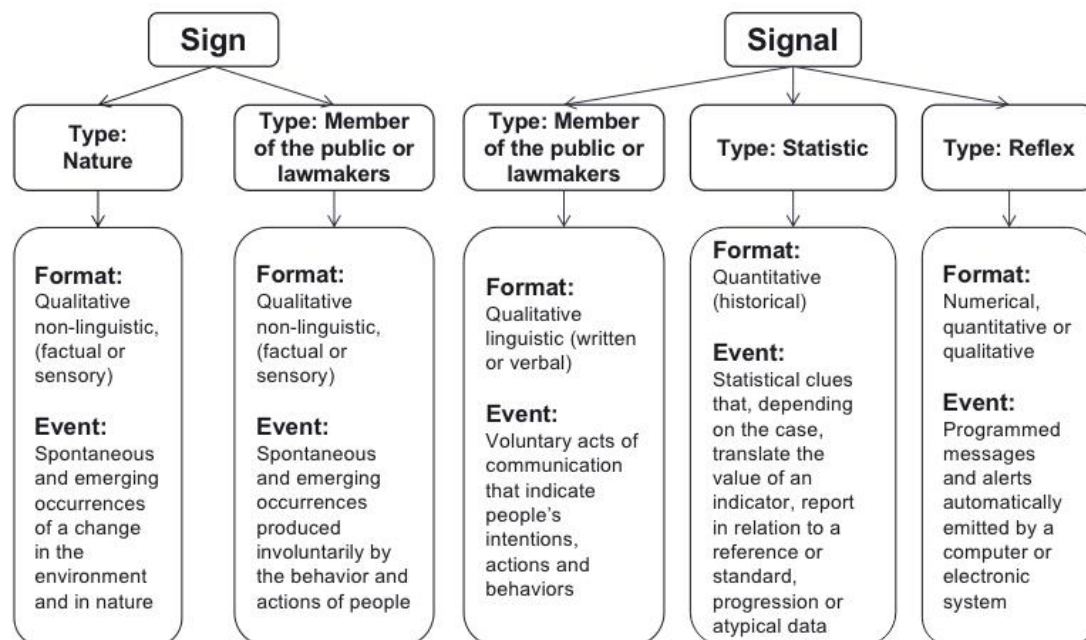 Sign
Signal
Type:
Nature
Type: Member
of the public or
lawmakers
Type: Member
of the public or
lawmakers
Type: Statistic
Type: Reflex
Format:
Qualitative
non-linguistic,
(factual or
sensory)
Event:
Spontaneous
and emerging
occurrences
of a change
in the
environment
and in nature
Format:
Qualitative
non-linguistic,
(factual or
sensory)
Event:
Spontaneous
and emerging
occurrences
produced
involuntarily by
the behavior and
actions of people
Format:
Qualitative
linguistic (written
or verbal)
Event:
Voluntary acts of
communication
that indicate
people's
intentions,
actions and
behaviors
Format:
Quantitative
(historical)
Event:
Statistical clues
that, depending
on the case,
translate the
value of an
indicator, report
in relation to a
reference or
standard,
progression or
atypical data
Format:
Numerical,
quantitative or
qualitative
Event:
Programmed
messages
and alerts
automatically
emitted by a
computer or
electronic
system